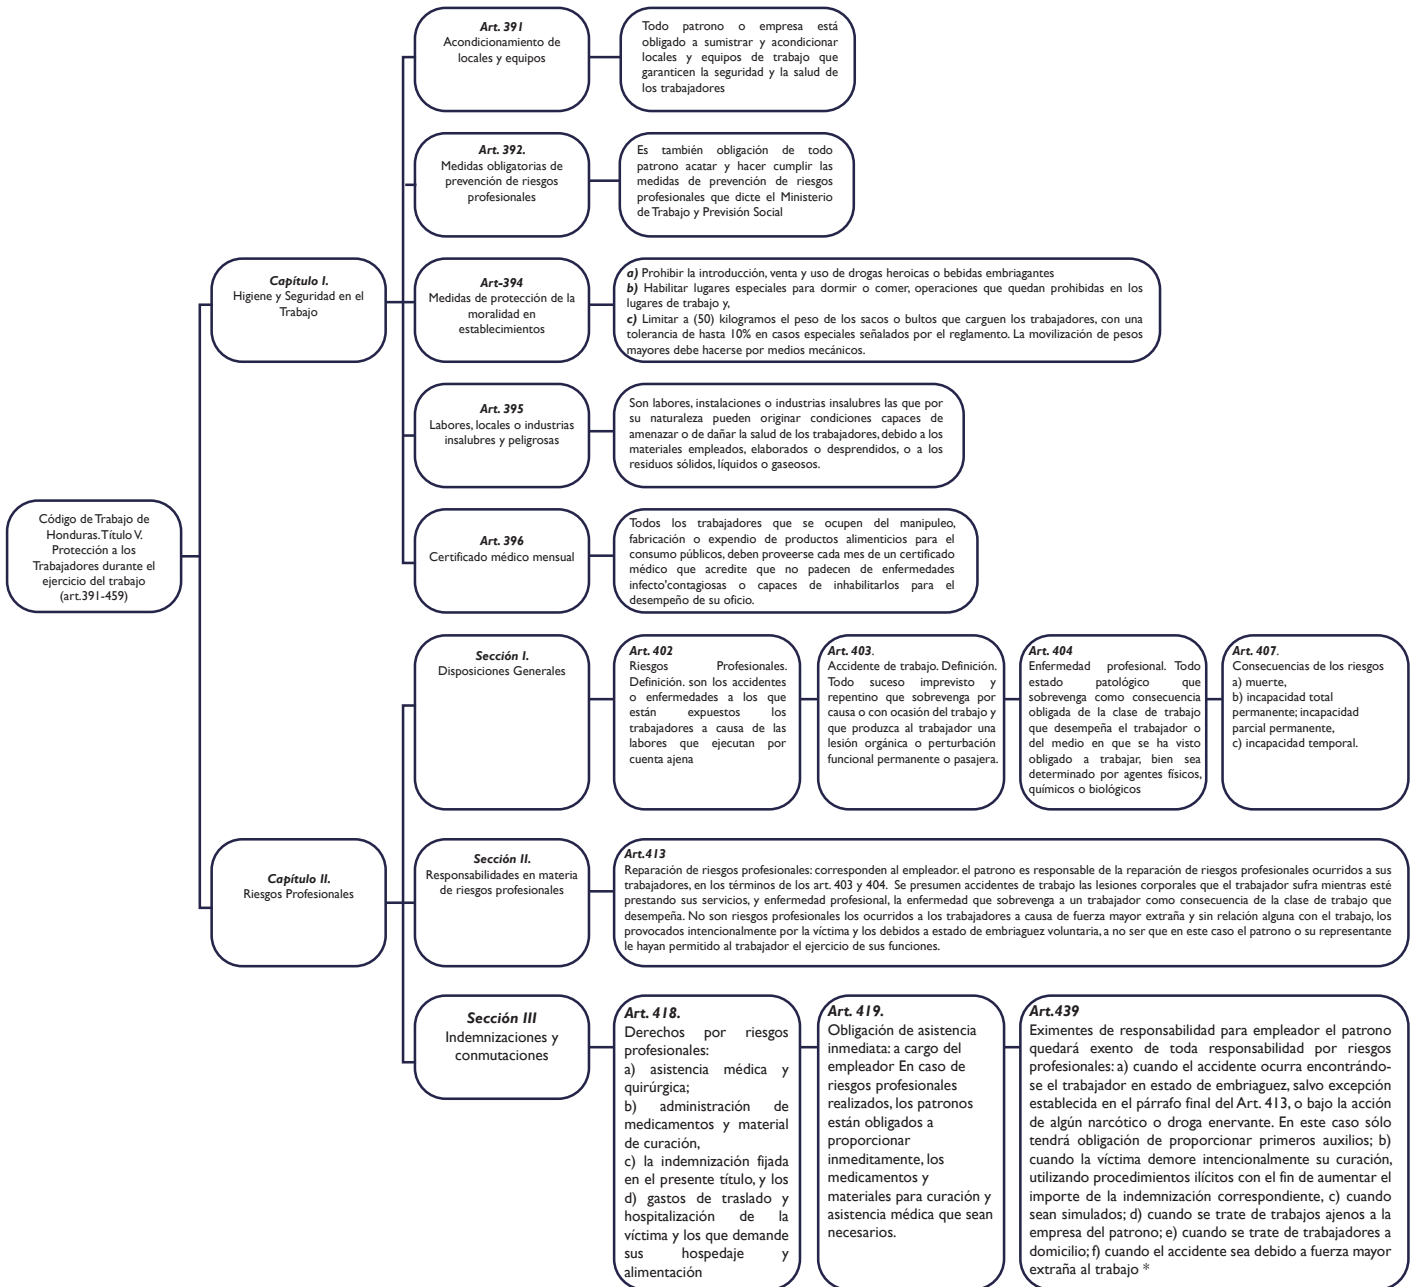 Art. 391
Acondicionamiento de
locales y equipos
Todo patrono o empresa está
obligado a sumistrar y acondicionar
locales y equipos de trabajo que
garanticen la seguridad y la salud de
los trabajadores
Art. 392.
Medidas obligatorias de
prevención de riesgos
profesionales
Es también obligación de todo
patrono acatar y hacer cumplir las
medidas de prevención de riesgos
profesionales que dicte el Ministerio
de Trabajo y Previsión Social
Capítulo I.
Higiene y Seguridad en el
Trabajo
Art-394
Medidas de protección de la
moralidad en
establecimientos
a) Prohibir la introducción, venta y uso de drogas heroicas o bebidas embriagantes
b) Habilitar lugares especiales para dormir o comer, operaciones que quedan prohibidas en los
lugares de trabajo y,
c) Limitar a (50) kilogramos el peso de los sacos o bultos que carguen los trabajadores, con una
tolerancia de hasta 10% en casos especiales señalados por el reglamento. La movilización de pesos
mayores debe hacerse por medios mecánicos.
Art. 395
Labores, locales o industrias
insalubres y peligrosas
Son labores, instalaciones o industrias insalubres las que por
su naturaleza pueden originar condiciones capaces de
amenazar o de dañar la salud de los trabajadores, debido a los
materiales empleados, elaborados o desprendidos, o a los
residuos sólidos, líquidos o gaseosos.
Código de Trabajo de
Honduras. Título V.
Protección a los
Trabajadores durante el
ejercicio del trabajo
(art.391-459)
Art. 396
Certificado médico mensual
Todos los trabajadores que se ocupen del manipuleo,
fabricación o expendio de productos alimenticios para el
consumo públicos, deben proveerse cada mes de un certificado
médico que acredite que no padecen de enfermedades
infecto'contagiosas o capaces de inhabilitarlos para el
desempeño de su oficio.
Sección I.
Disposiciones Generales
Art. 402
Riesgos Profesionales.
Definición. son los accidentes
o enfermedades a los que
están expuestos los
trabajadores a causa de las
labores que ejecutan por
cuenta ajena
Art. 403.
Accidente de trabajo. Definición.
Todo suceso imprevisto y
repentino que sobrevenga por
causa o con ocasión del trabajo y
que produzca al trabajador una
lesión orgánica o perturbación
funcional permanente o pasajera.
Art. 404
Enfermedad profesional. Todo
estado patológico que
sobrevenga como consecuencia
obligada de la clase de trabajo
que desempeña el trabajador o
del medio en que se ha visto
obligado a trabajar, bien sea
determinado por agentes físicos,
químicos o biológicos
Art. 407.
Consecuencias de los riesgos
a) muerte,
b) incapacidad total
permanente; incapacidad
parcial permanente,
c) incapacidad temporal.
Capítulo II.
Riesgos Profesionales
Sección II.
Responsabilidades en materia
de riesgos profesionales
Art.413
Reparación de riesgos profesionales: corresponden al empleador. el patrono es responsable de la reparación de riesgos profesionales ocurridos a sus
trabajadores, en los términos de los art. 403 y 404. Se presumen accidentes de trabajo las lesiones corporales que el trabajador sufra mientras esté
prestando sus servicios, y enfermedad profesional, la enfermedad que sobrevenga a un trabajador como consecuencia de la clase de trabajo que
desempeña. No son riesgos profesionales los ocurridos a los trabajadores a causa de fuerza mayor extraña y sin relación alguna con el trabajo, los
provocados intencionalmente por la víctima y los debidos a estado de embriaguez voluntaria, a no ser que en este caso el patrono o su representante
le hayan permitido al trabajador el ejercicio de sus funciones.
Sección III
Indemnizaciones y
conmutaciones
Art. 418.
Derechos por riesgos
profesionales:
a) asistencia médica y
quirúrgica;
b) administración de
medicamentos y material
de curación,
c) la indemnización fijada
en el presente título, y los
d) gastos de traslado y
hospitalización de la
víctima y los que demande
sus hospedaje y
alimentación
Art. 419.
Obligación de asistencia
inmediata: a cargo del
empleador En caso de
riesgos profesionales
realizados, los patronos
están obligados a
proporcionar
inmeditamente, los
medicamentos y
materiales para curación y
asistencia médica que sean
necesarios.
Art.439
Eximentes de responsabilidad para empleador el patrono
quedará exento de toda responsabilidad por riesgos
profesionales: a) cuando el accidente ocurra encontrándo-
se el trabajador en estado de embriaguez, salvo excepción
establecida en el párrafo final del Art. 413, o bajo la acción
de algún narcótico o droga enervante. En este caso sólo
tendrá obligación de proporcionar primeros auxilios; b)
cuando la víctima demore intencionalmente su curación,
utilizando procedimientos ilícitos con el fin de aumentar el
importe de la indemnización correspondiente, c) cuando
sean simulados; d) cuando se trate de trabajos ajenos a la
empresa del patrono; e) cuando se trate de trabajadores a
domicilio; f) cuando el accidente sea debido a fuerza mayor
extraña al trabajo *